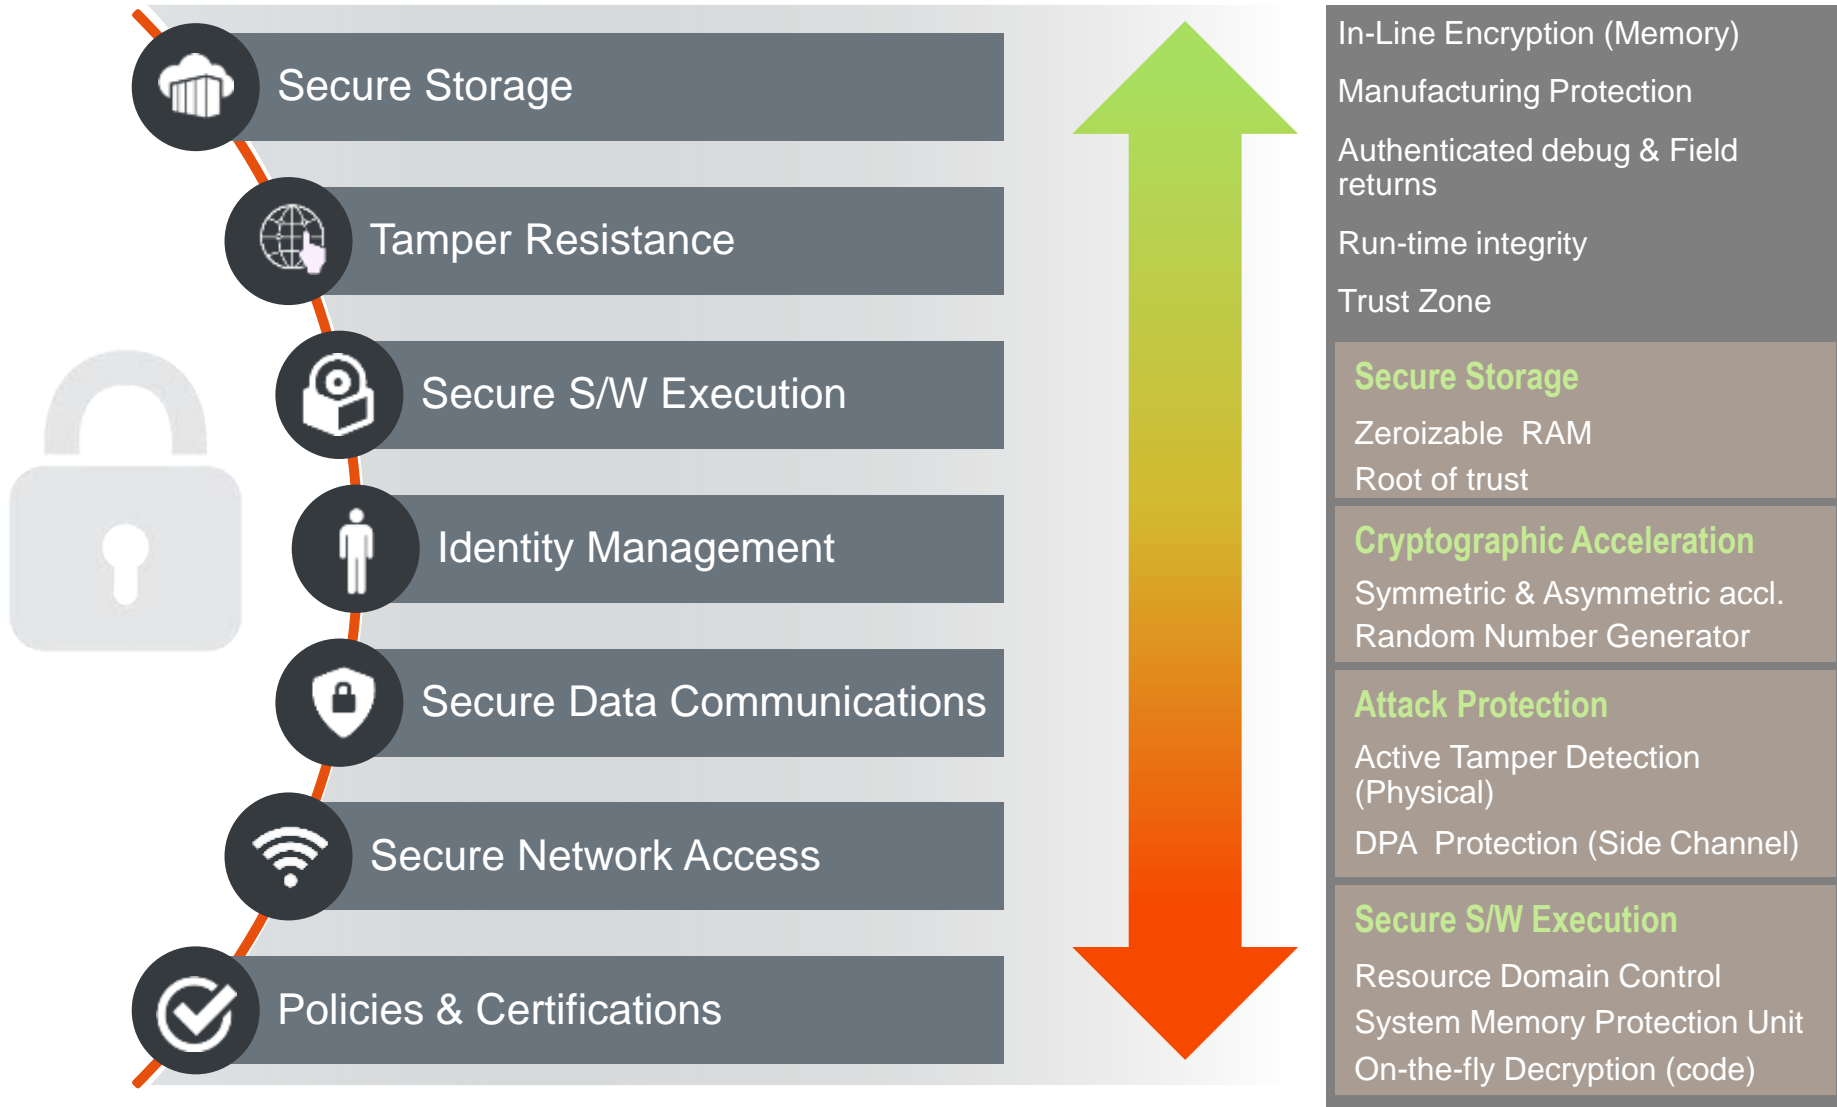 Secure Storage
Tamper Resistance
Secure S/W Execution
Identity Management
Secure Data Communications
Secure Network Access
Policies & Certifications
In-Line Encryption (Memory)
Manufacturing Protection
Authenticated debug & Field
returns
Run-time integrity
Trust Zone
Secure Storage
Zeroizable RAM
Root of trust
Cryptographic Acceleration
Symmetric & Asymmetric accl.
Random Number Generator
Attack Protection
Active Tamper Detection
(Physical)
DPA Protection (Side Channel)
Secure S/W Execution
Resource Domain Control
System Memory Protection Unit
On-the-fly Decryption (code)